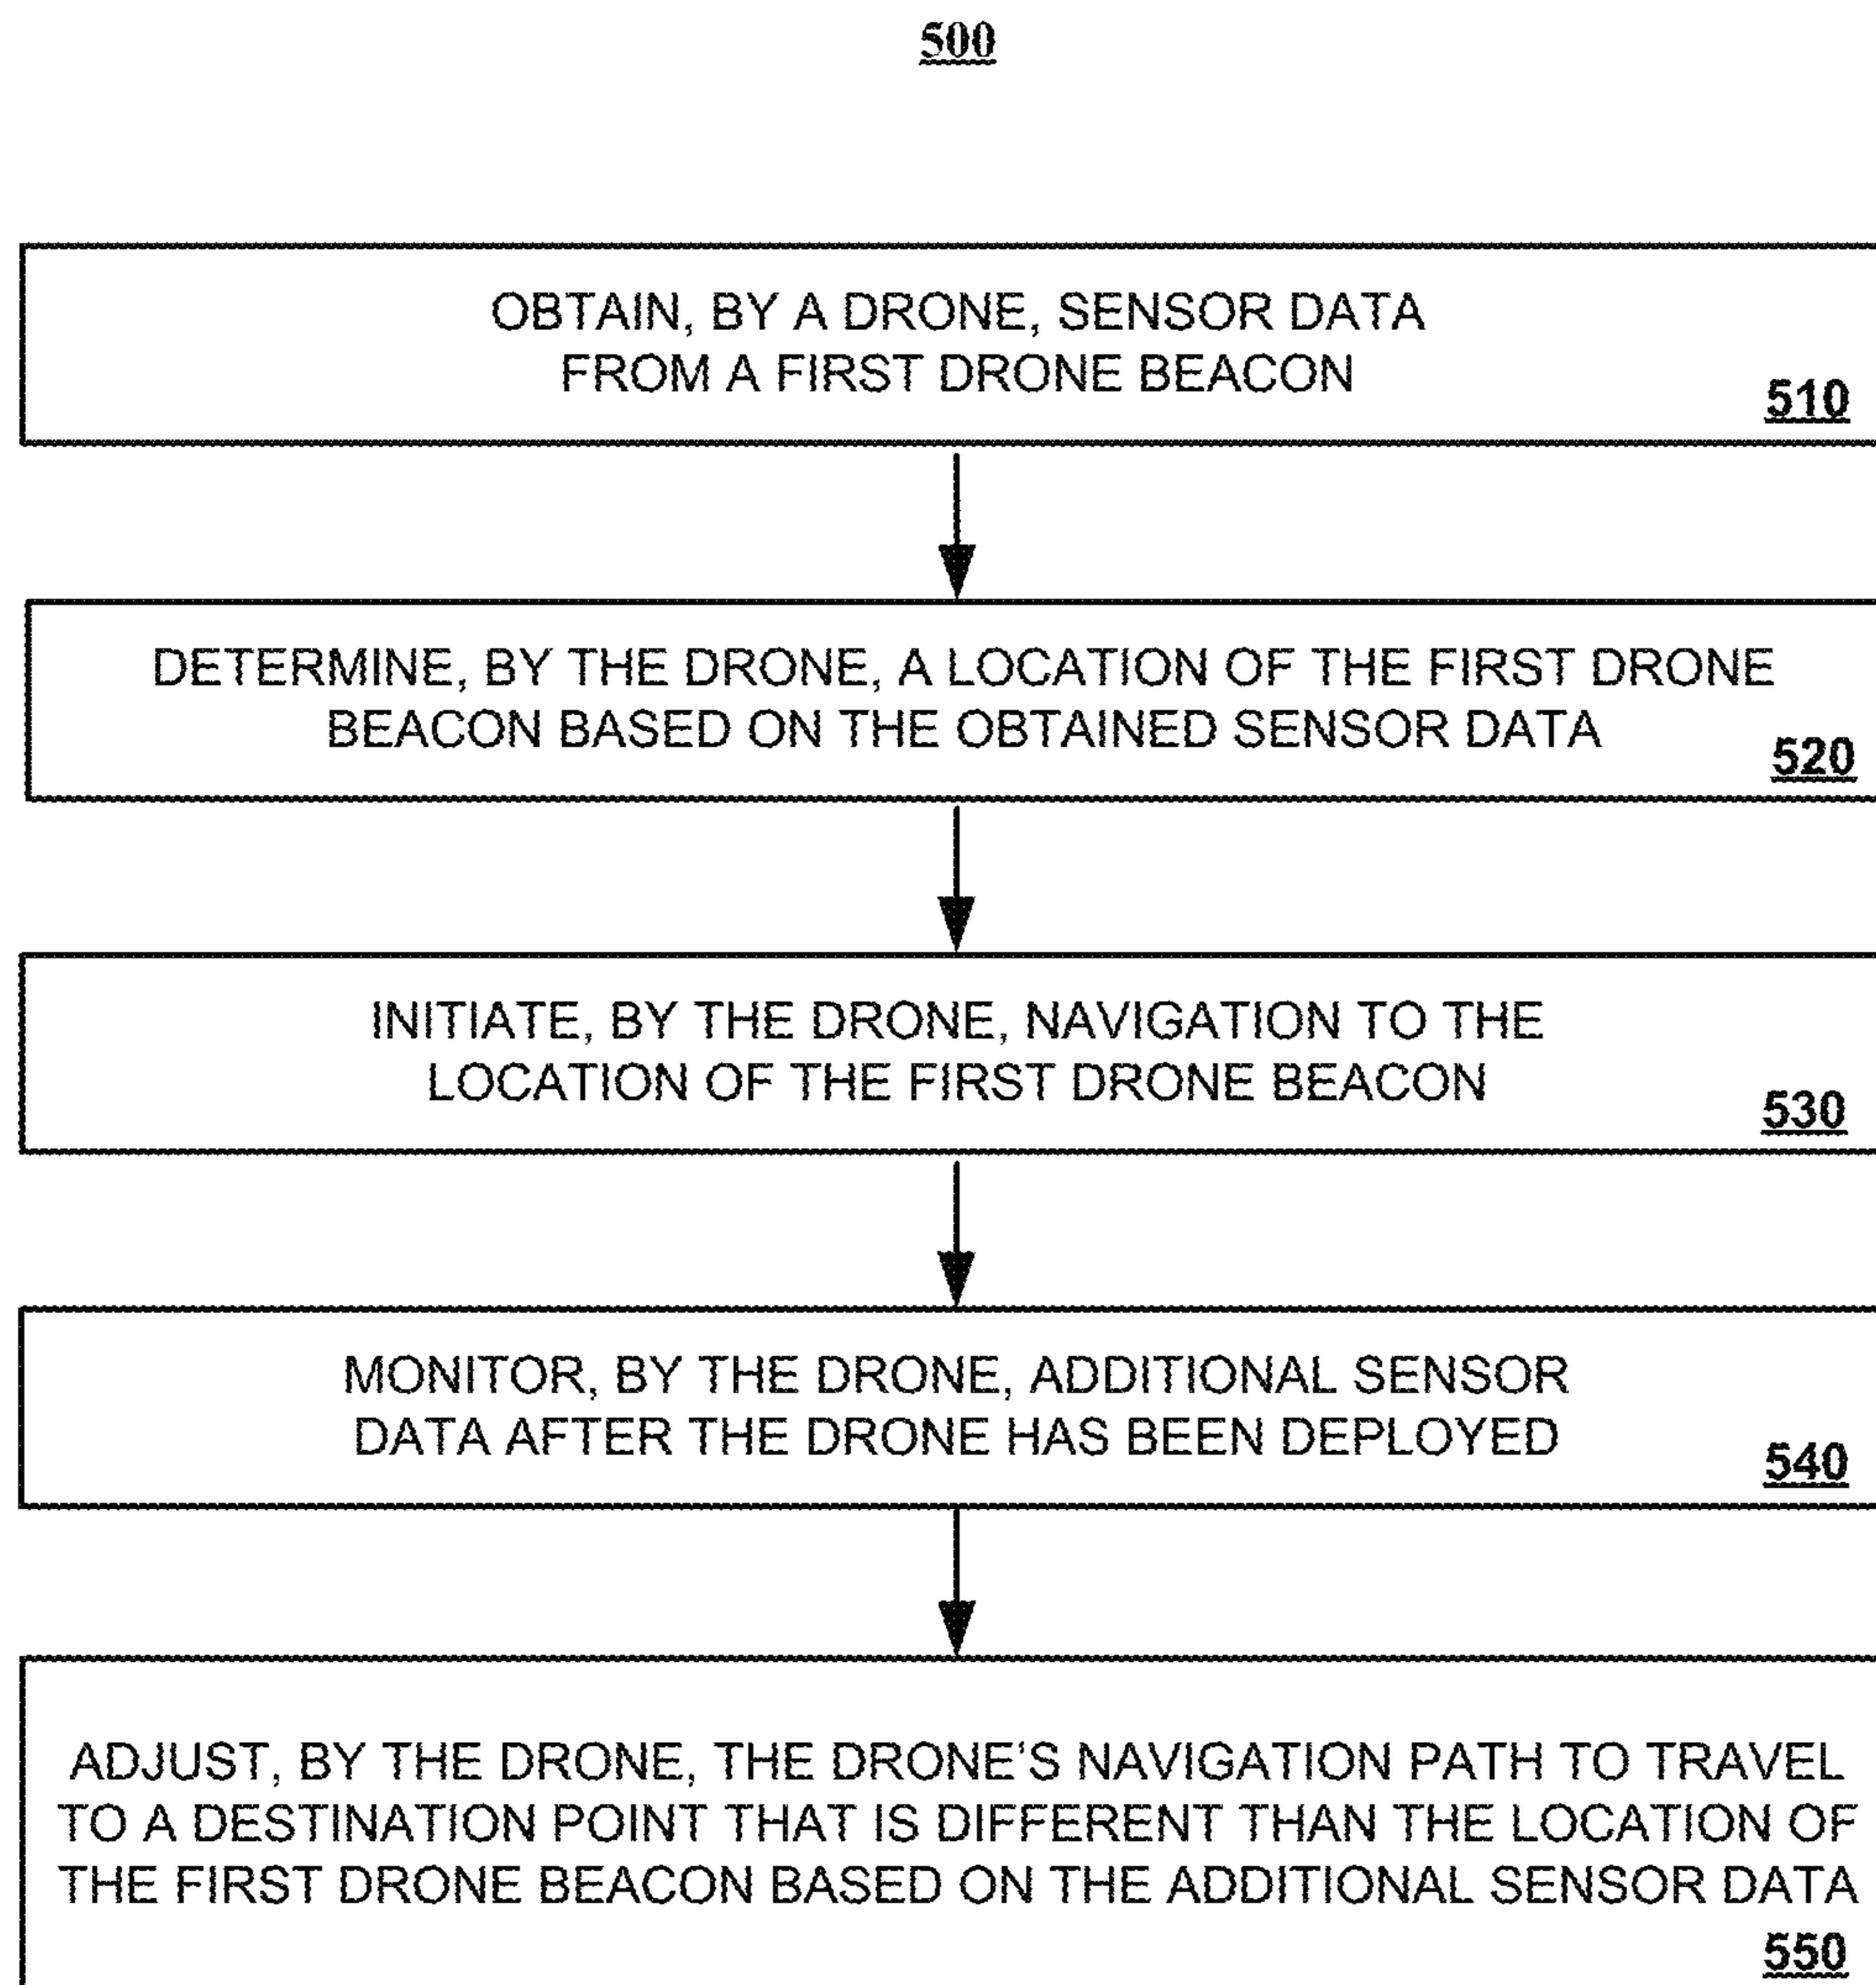 500
OBTAIN, BY A DRONE, SENSOR DATA
FROM A FIRST DRONE BEACON
510
DETERMINE, BY THE DRONE, A LOCATION OF THE FIRST DRONE
BEACON BASED ON THE OBTAINED SENSOR DATA
520
INITIATE, BY THE DRONE, NAVIGATION TO THE
LOCATION OF THE FIRST DRONE BEACON
530
MONITOR, BY THE DRONE, ADDITIONAL SENSOR
DATA AFTER THE DRONE HAS BEEN DEPLOYED
540
ADJUST, BY THE DRONE, THE DRONE'S NAVIGATION PATH TO TRAVEL
TO A DESTINATION POINT THAT IS DIFFERENT THAN THE LOCATION OF
THE FIRST DRONE BEACON BASED ON THE ADDITIONAL SENSOR DATA
550